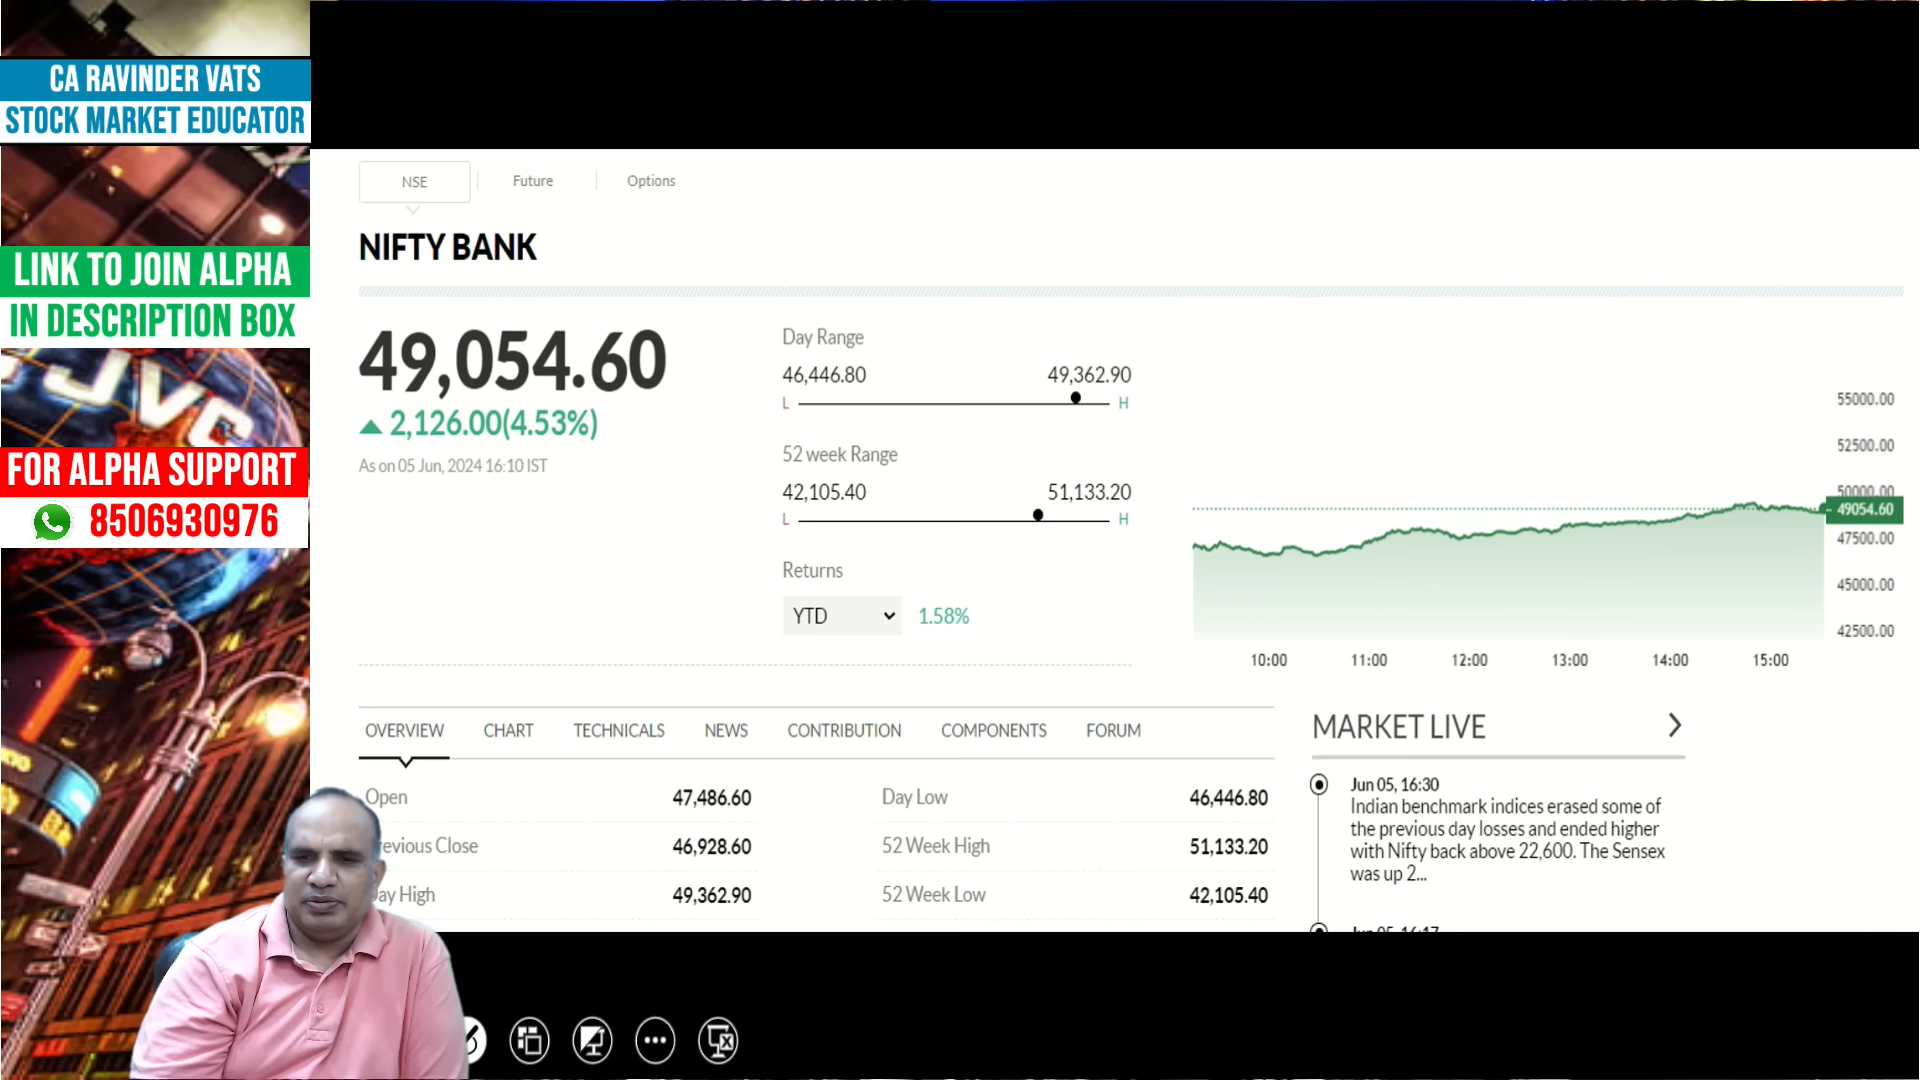 CA RAVINDER VATS
STOCK MARKET EDUCATOR
LINK TO JOIN ALPHA
IN DESCRIPTION BOX
JVC
FOR ALPHA SUPPORT
8506930976
NSE
Future
Options
NIFTY BANK
49,054.60
2,126.00(4.53%)
As on 05 Jun, 2024 16:10 IST
Day Range
46,446.80 49,362.90
L H
52 week Range
42,105.40 51,133.20
L H
Returns
YTD 1.58%
55000.00
52500.00
50000.00
49054.60
47500.00
45000.00
42500.00
10:00 11:00 12:00 13:00 14:00 15:00
OVERVIEW CHART TECHNICALS NEWS CONTRIBUTION COMPONENTS FORUM
Open 47,486.60 Day Low 46,446.80
revious Close 46,928.60 52 Week High 51,133.20
ay High 49,362.90 52 Week Low 42,105.40
MARKET LIVE
Jun 05, 16:30
Indian benchmark indices erased some of
the previous day losses and ended higher
with Nifty back above 22,600. The Sensex
was up 2...